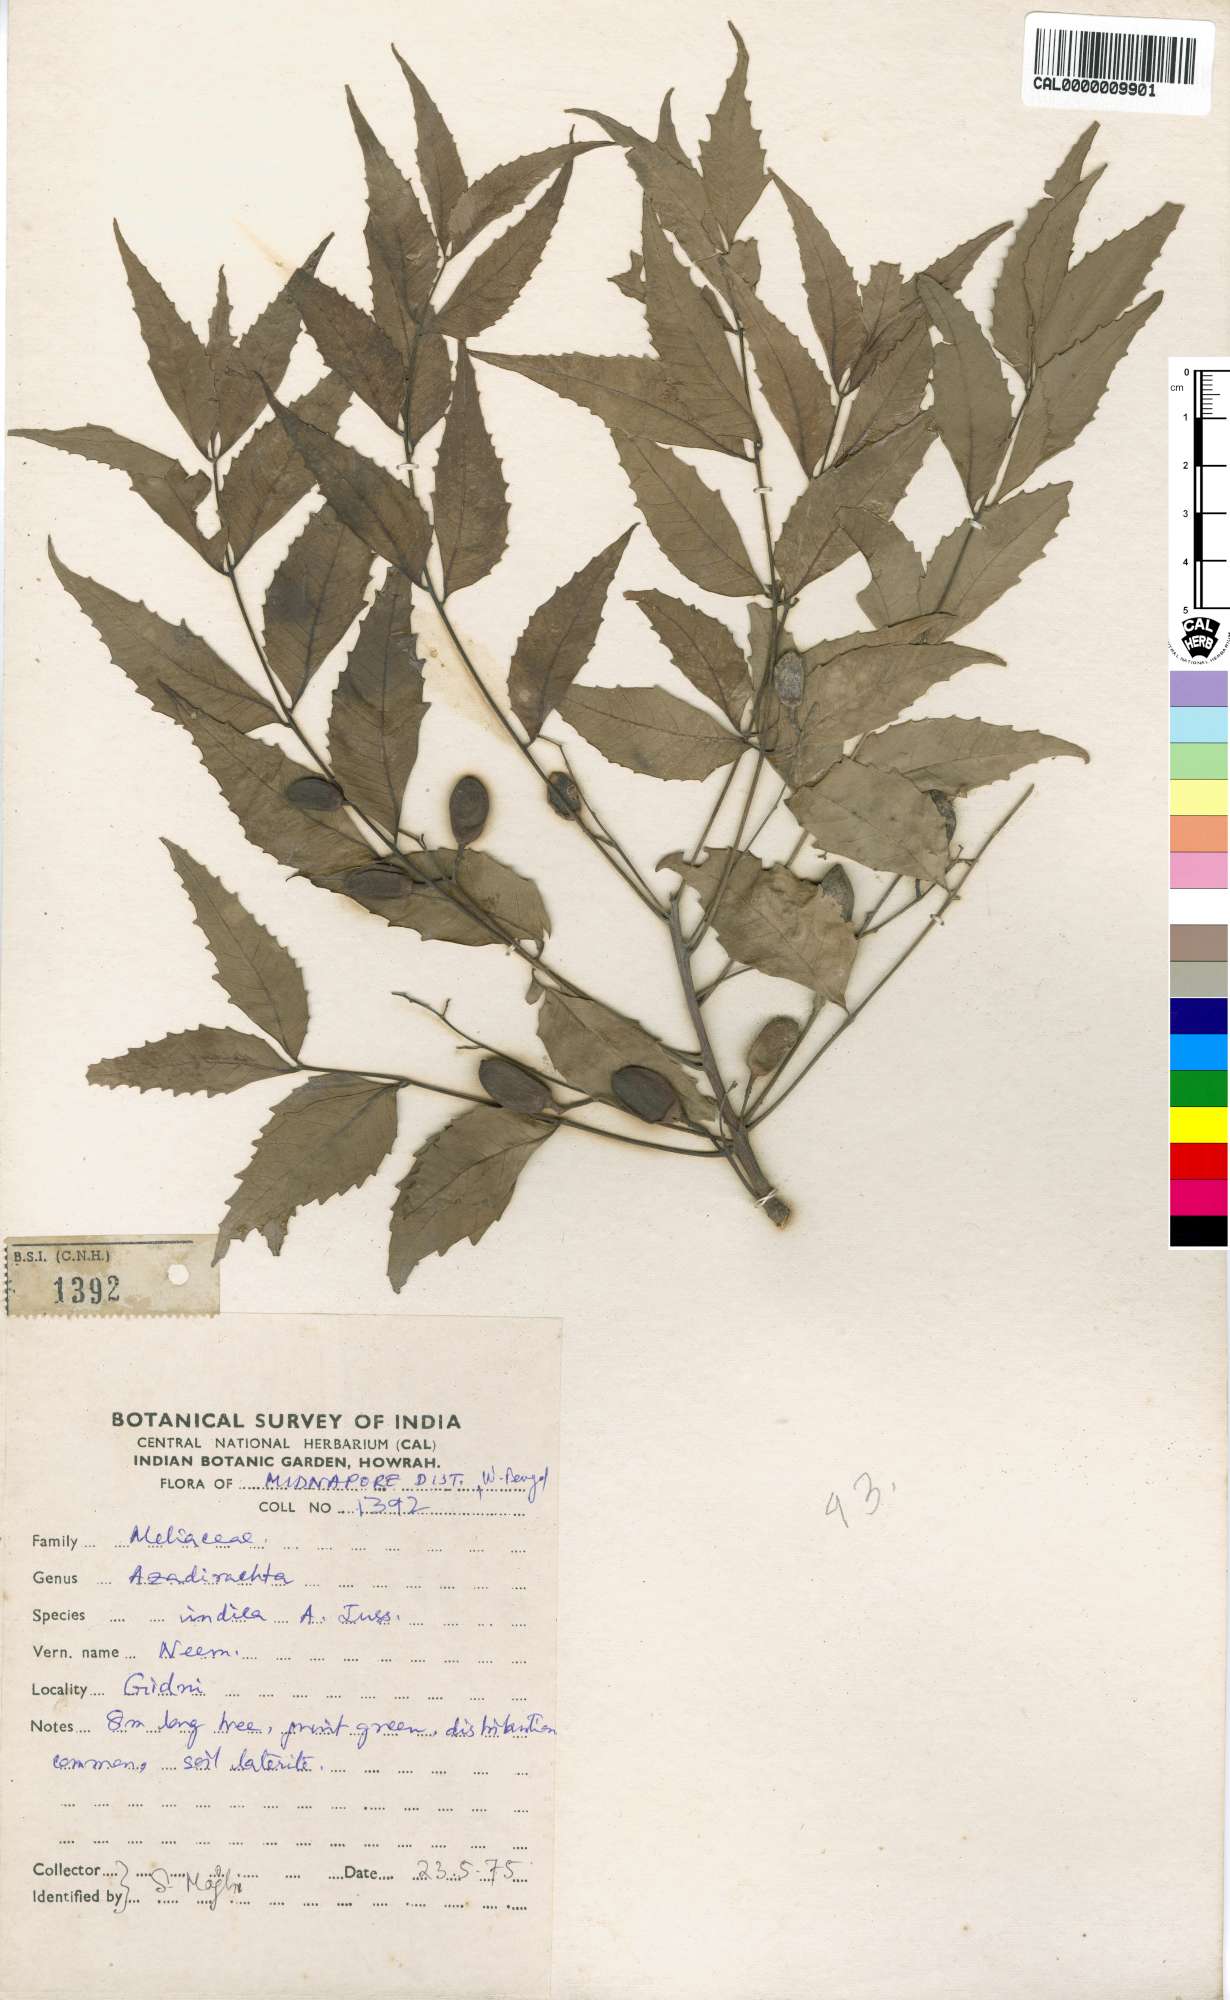 CAL0000009901
0
cm
1
2
3
4
5
CAL
HERB
B.S.I. (C.N.H.)
1392
BOTANICAL SURVEY OF INDIA
CENTRAL NATIONAL HERBARIUM (CAL)
INDIAN BOTANIC GARDEN, HOWRAH.
FLORA OF MIDNAPORE DIST., W-Bengal
COLL NO 1392
Family Meliaceae.
Genus Azadirachta
Species indica A. Juss.
Vern. name Neem.
Locality Gidni
Notes 8m long tree, fruit green, distribution
common, soil laterite.
Collector Date 23.5.75
Identified by } S.
93.